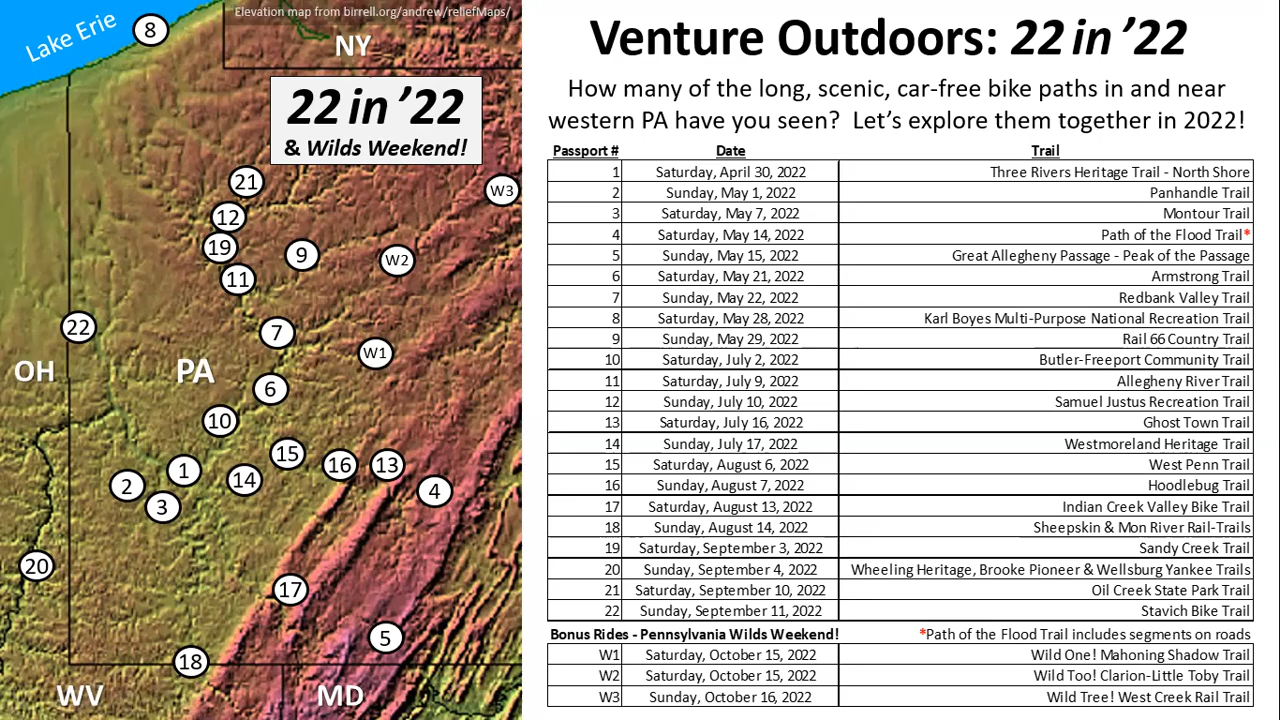 Elevation map from birrell.org/andrew/reliefMaps/
Lake Erie
8
NY
22 in ’22
& Wilds Weekend!
21
W3
12
19
9
W2
11
22
7
W1
OH
PA
6
10
15
16
13
1
14
2
4
3
20
17
5
18
WV
MD
Venture Outdoors: 22 in ’22
How many of the long, scenic, car-free bike paths in and near
western PA have you seen? Let’s explore them together in 2022!
Passport # Date Trail
1 Saturday, April 30, 2022 Three Rivers Heritage Trail - North Shore
2 Sunday, May 1, 2022 Panhandle Trail
3 Saturday, May 7, 2022 Montour Trail
4 Saturday, May 14, 2022 Path of the Flood Trail*
5 Sunday, May 15, 2022 Great Allegheny Passage - Peak of the Passage
6 Saturday, May 21, 2022 Armstrong Trail
7 Sunday, May 22, 2022 Redbank Valley Trail
8 Saturday, May 28, 2022 Karl Boyes Multi-Purpose National Recreation Trail
9 Sunday, May 29, 2022 Rail 66 Country Trail
10 Saturday, July 2, 2022 Butler-Freeport Community Trail
11 Saturday, July 9, 2022 Allegheny River Trail
12 Sunday, July 10, 2022 Samuel Justus Recreation Trail
13 Saturday, July 16, 2022 Ghost Town Trail
14 Sunday, July 17, 2022 Westmoreland Heritage Trail
15 Saturday, August 6, 2022 West Penn Trail
16 Sunday, August 7, 2022 Hoodlebug Trail
17 Saturday, August 13, 2022 Indian Creek Valley Bike Trail
18 Sunday, August 14, 2022 Sheepskin & Mon River Rail-Trails
19 Saturday, September 3, 2022 Sandy Creek Trail
20 Sunday, September 4, 2022 Wheeling Heritage, Brooke Pioneer & Wellsburg Yankee Trails
21 Saturday, September 10, 2022 Oil Creek State Park Trail
22 Sunday, September 11, 2022 Stavich Bike Trail
Bonus Rides - Pennsylvania Wilds Weekend! *Path of the Flood Trail includes segments on roads
W1 Saturday, October 15, 2022 Wild One! Mahoning Shadow Trail
W2 Saturday, October 15, 2022 Wild Too! Clarion-Little Toby Trail
W3 Sunday, October 16, 2022 Wild Tree! West Creek Rail Trail